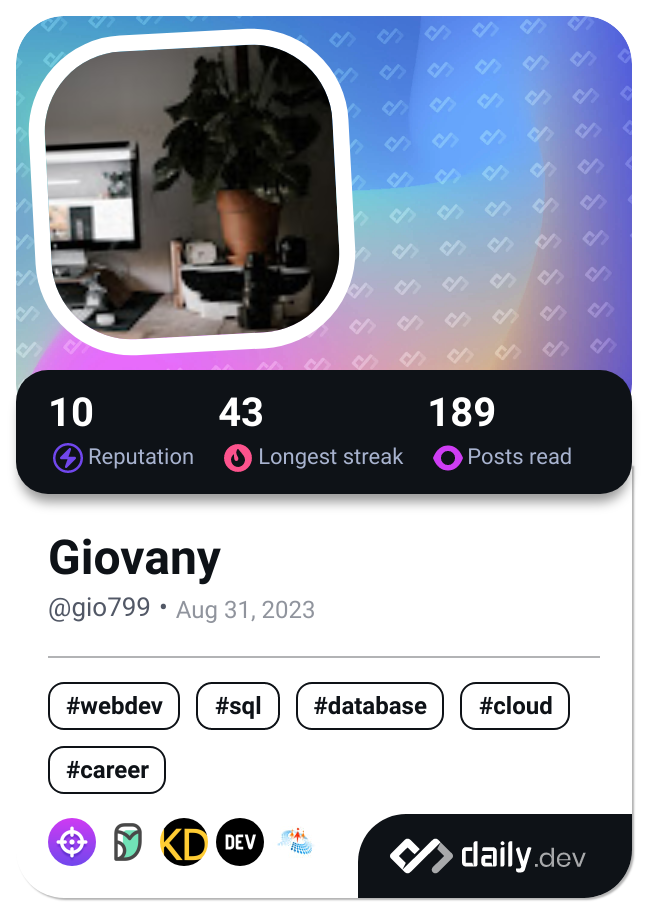 10 43 189
Reputation Longest streak Posts read
Giovany
@gio799 • Aug 31, 2023
#webdev #sql #database #cloud
#career
KD DEV daily.dev